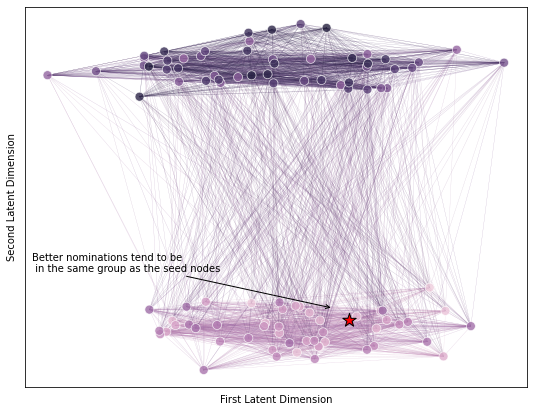 Second Latent Dimension
Better nominations tend to be
in the same group as the seed nodes
First Latent Dimension